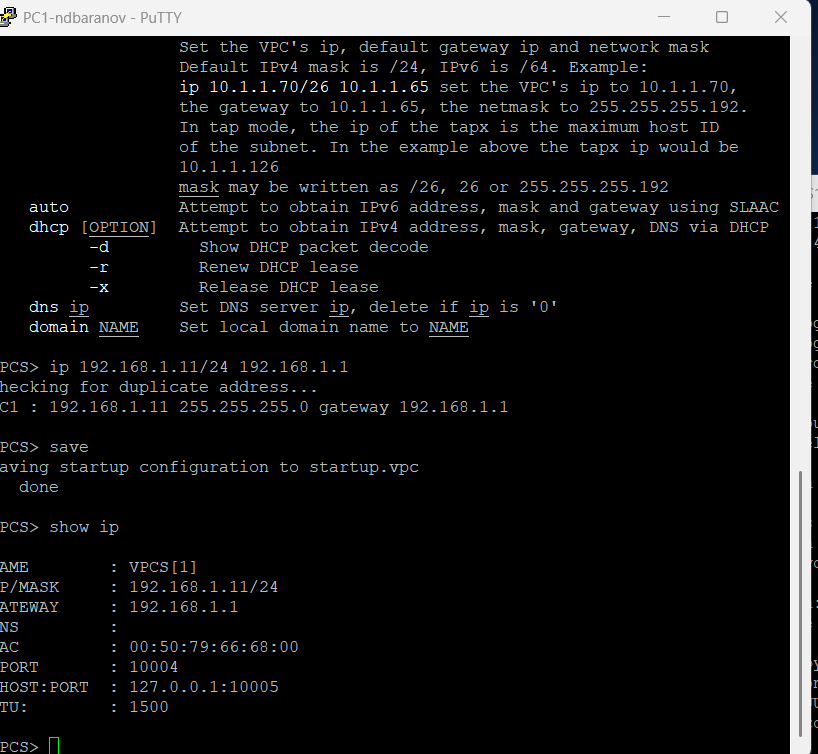 PC1-ndbaranov - PuTTY
Set the VPC's ip, default gateway ip and network mask
Default IPv4 mask is /24, IPv6 is /64. Example:
ip 10.1.1.70/26 10.1.1.65 set the VPC's ip to 10.1.1.70,
the gateway to 10.1.1.65, the netmask to 255.255.255.192.
In tap mode, the ip of the tapx is the maximum host ID
of the subnet. In the example above the tapx ip would be
10.1.1.126
mask may be written as /26, 26 or 255.255.255.192
auto Attempt to obtain IPv6 address, mask and gateway using SLAAC
dhcp [OPTION] Attempt to obtain IPv4 address, mask, gateway, DNS via DHCP
-d Show DHCP packet decode
-r Renew DHCP lease
-x Release DHCP lease
dns ip Set DNS server ip, delete if ip is '0'
domain NAME Set local domain name to NAME
PCS> ip 192.168.1.11/24 192.168.1.1
hecking for duplicate address...
C1 : 192.168.1.11 255.255.255.0 gateway 192.168.1.1
PCS> save
aving startup configuration to startup.vpc
done
PCS> show ip
AME : VPCS[1]
P/MASK : 192.168.1.11/24
ATEWAY : 192.168.1.1
NS :
AC : 00:50:79:66:68:00
PORT : 10004
HOST:PORT : 127.0.0.1:10005
TU: : 1500
PCS>